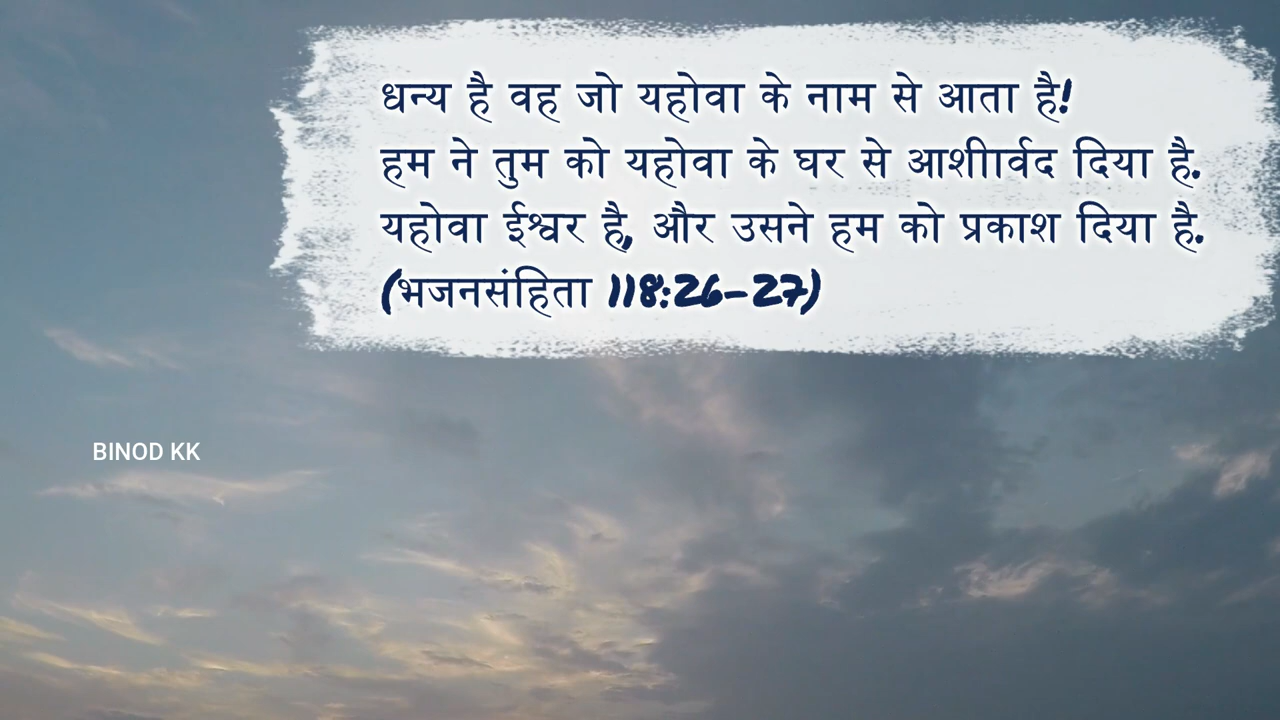 धन्य है वह जो यहोवा के नाम से आता है!
हम ने तुम को यहोवा के घर से आशीार्वद दिया है.
यहोवा ईश्वर है, और उसने हम को प्रकाश दिया है.
(भजनसंहिता 118:26-27)
BINOD KK